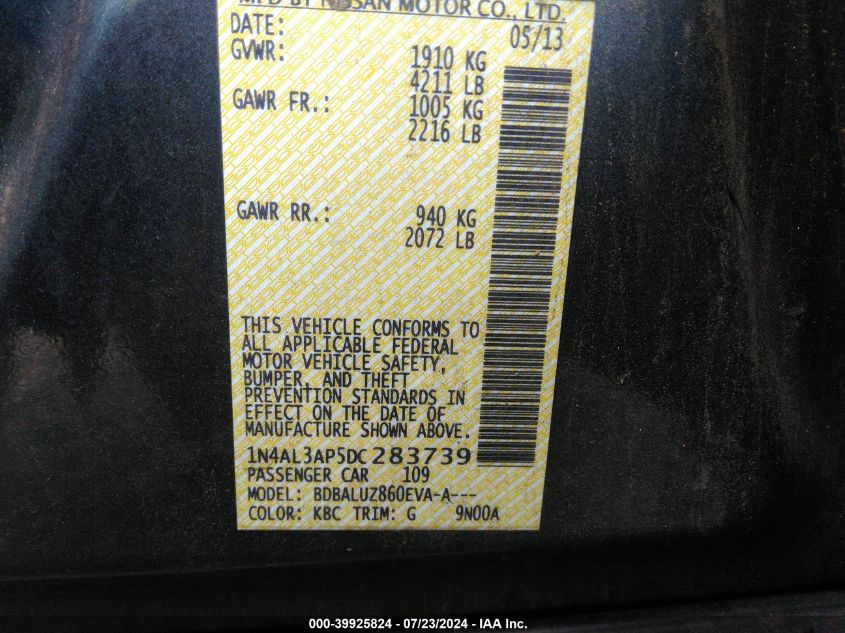 MFD BY NISSAN MOTOR CO., LTD.
DATE: 05/13
GVWR: 1910 KG
4211 LB
GAWR FR.: 1005 KG
2216 LB
GAWR RR.: 940 KG
2072 LB
THIS VEHICLE CONFORMS TO
ALL APPLICABLE FEDERAL
MOTOR VEHICLE SAFETY,
BUMPER, AND THEFT
PREVENTION STANDARDS IN
EFFECT ON THE DATE OF
MANUFACTURE SHOWN ABOVE.
1N4AL3AP5DC283739
PASSENGER CAR 109
MODEL: BDBALUZ860EVA-A---
COLOR: KBC TRIM: G 9N00A
000-39925824 - 07/23/2024 - IAA Inc.